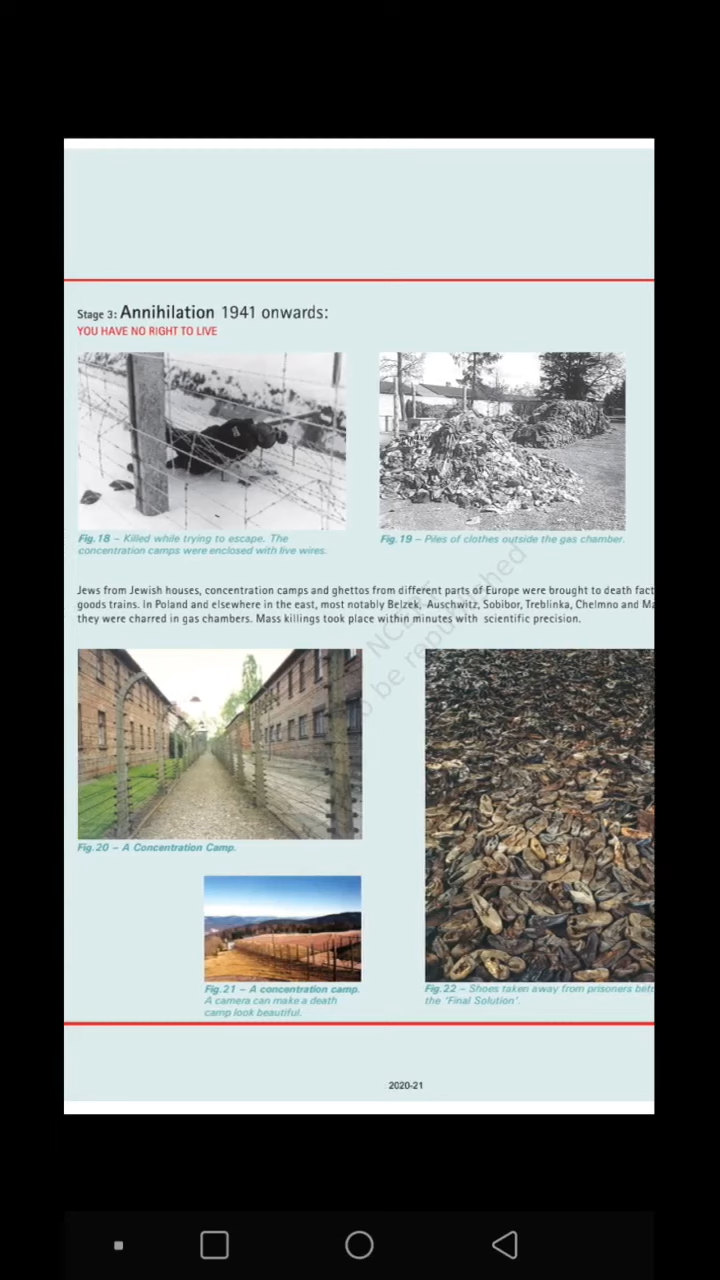 Stage 3: Annihilation 1941 onwards:
YOU HAVE NO RIGHT TO LIVE
Fig.18 – Killed while trying to escape. The
concentration camps were enclosed with live wires.
Fig.19 – Piles of clothes outside the gas chamber.
Jews from Jewish houses, concentration camps and ghettos from different parts of Europe were brought to death fact
goods trains. In Poland and elsewhere in the east, most notably Belzek, Auschwitz, Sobibor, Treblinka, Chelmno and Ma
they were charred in gas chambers. Mass killings took place within minutes with scientific precision.
NCERT
o be republished
Fig.20 – A Concentration Camp.
Fig.21 – A concentration camp.
A camera can make a death
camp look beautiful.
Fig.22 – Shoes taken away from prisoners
the 'Final Solution'.
2020-21